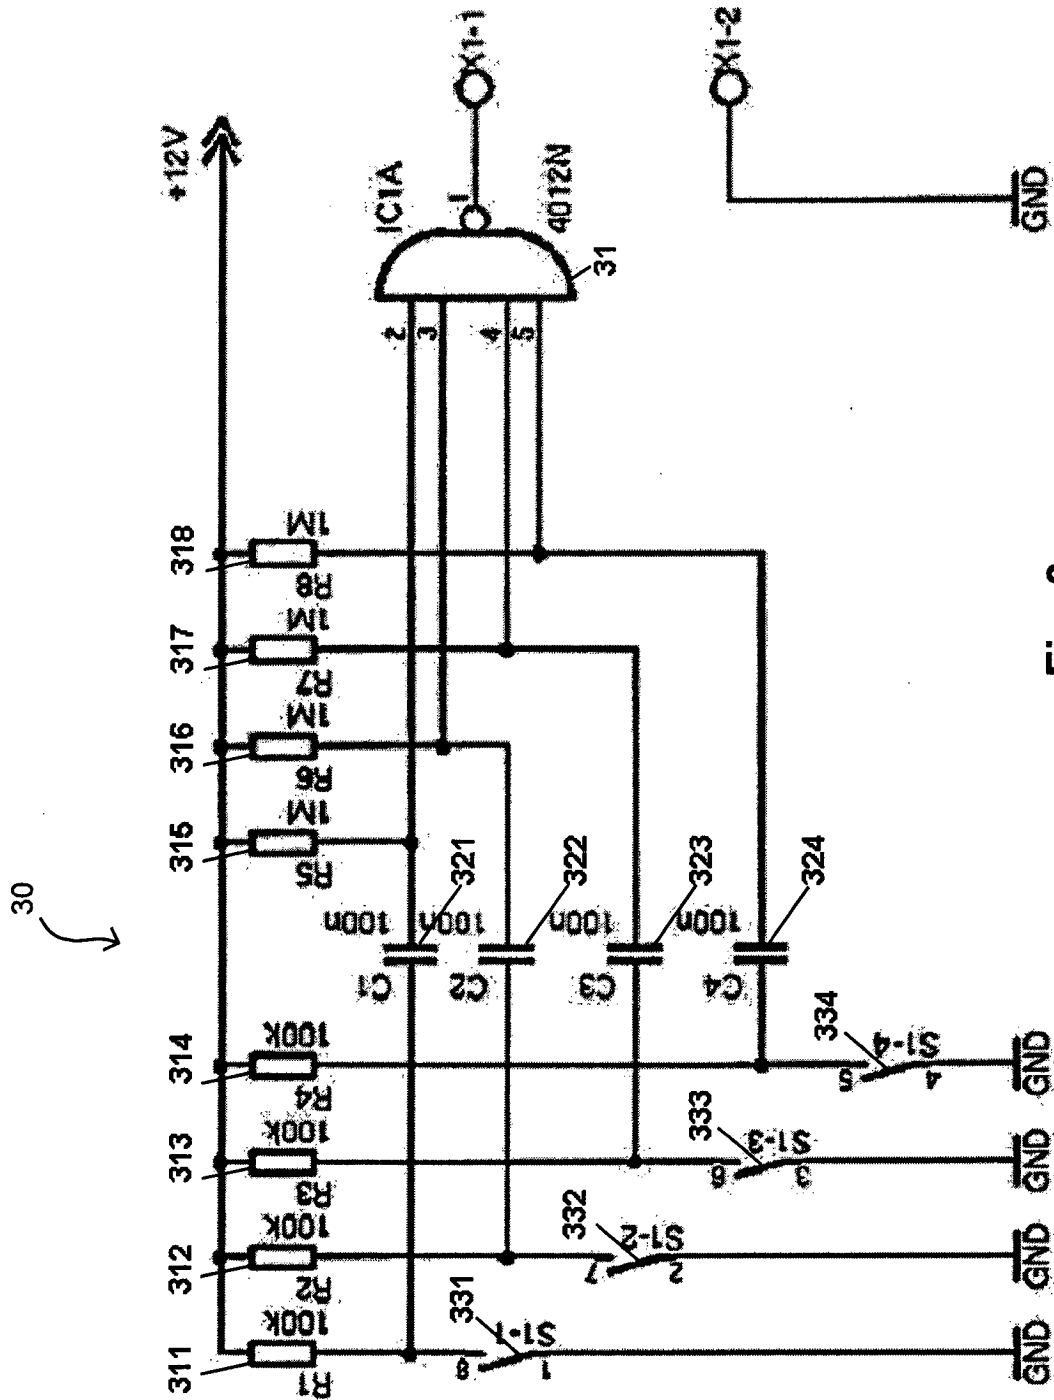 30
+12V
311
312
313
314
315
316
317
318
R1
100k
R2
100k
R3
100k
R4
100k
R5
1M
R6
1M
R7
1M
R8
1M
C1
100n
321
C2
100n
322
C3
100n
323
C4
100n
324
331
8
S1-1
1
332
7
S1-2
2
333
6
S1-3
3
334
5
S1-4
4
GND
GND
GND
GND
2
3
4
5
IC1A
1
4012N
31
X1-1
X1-2
GND